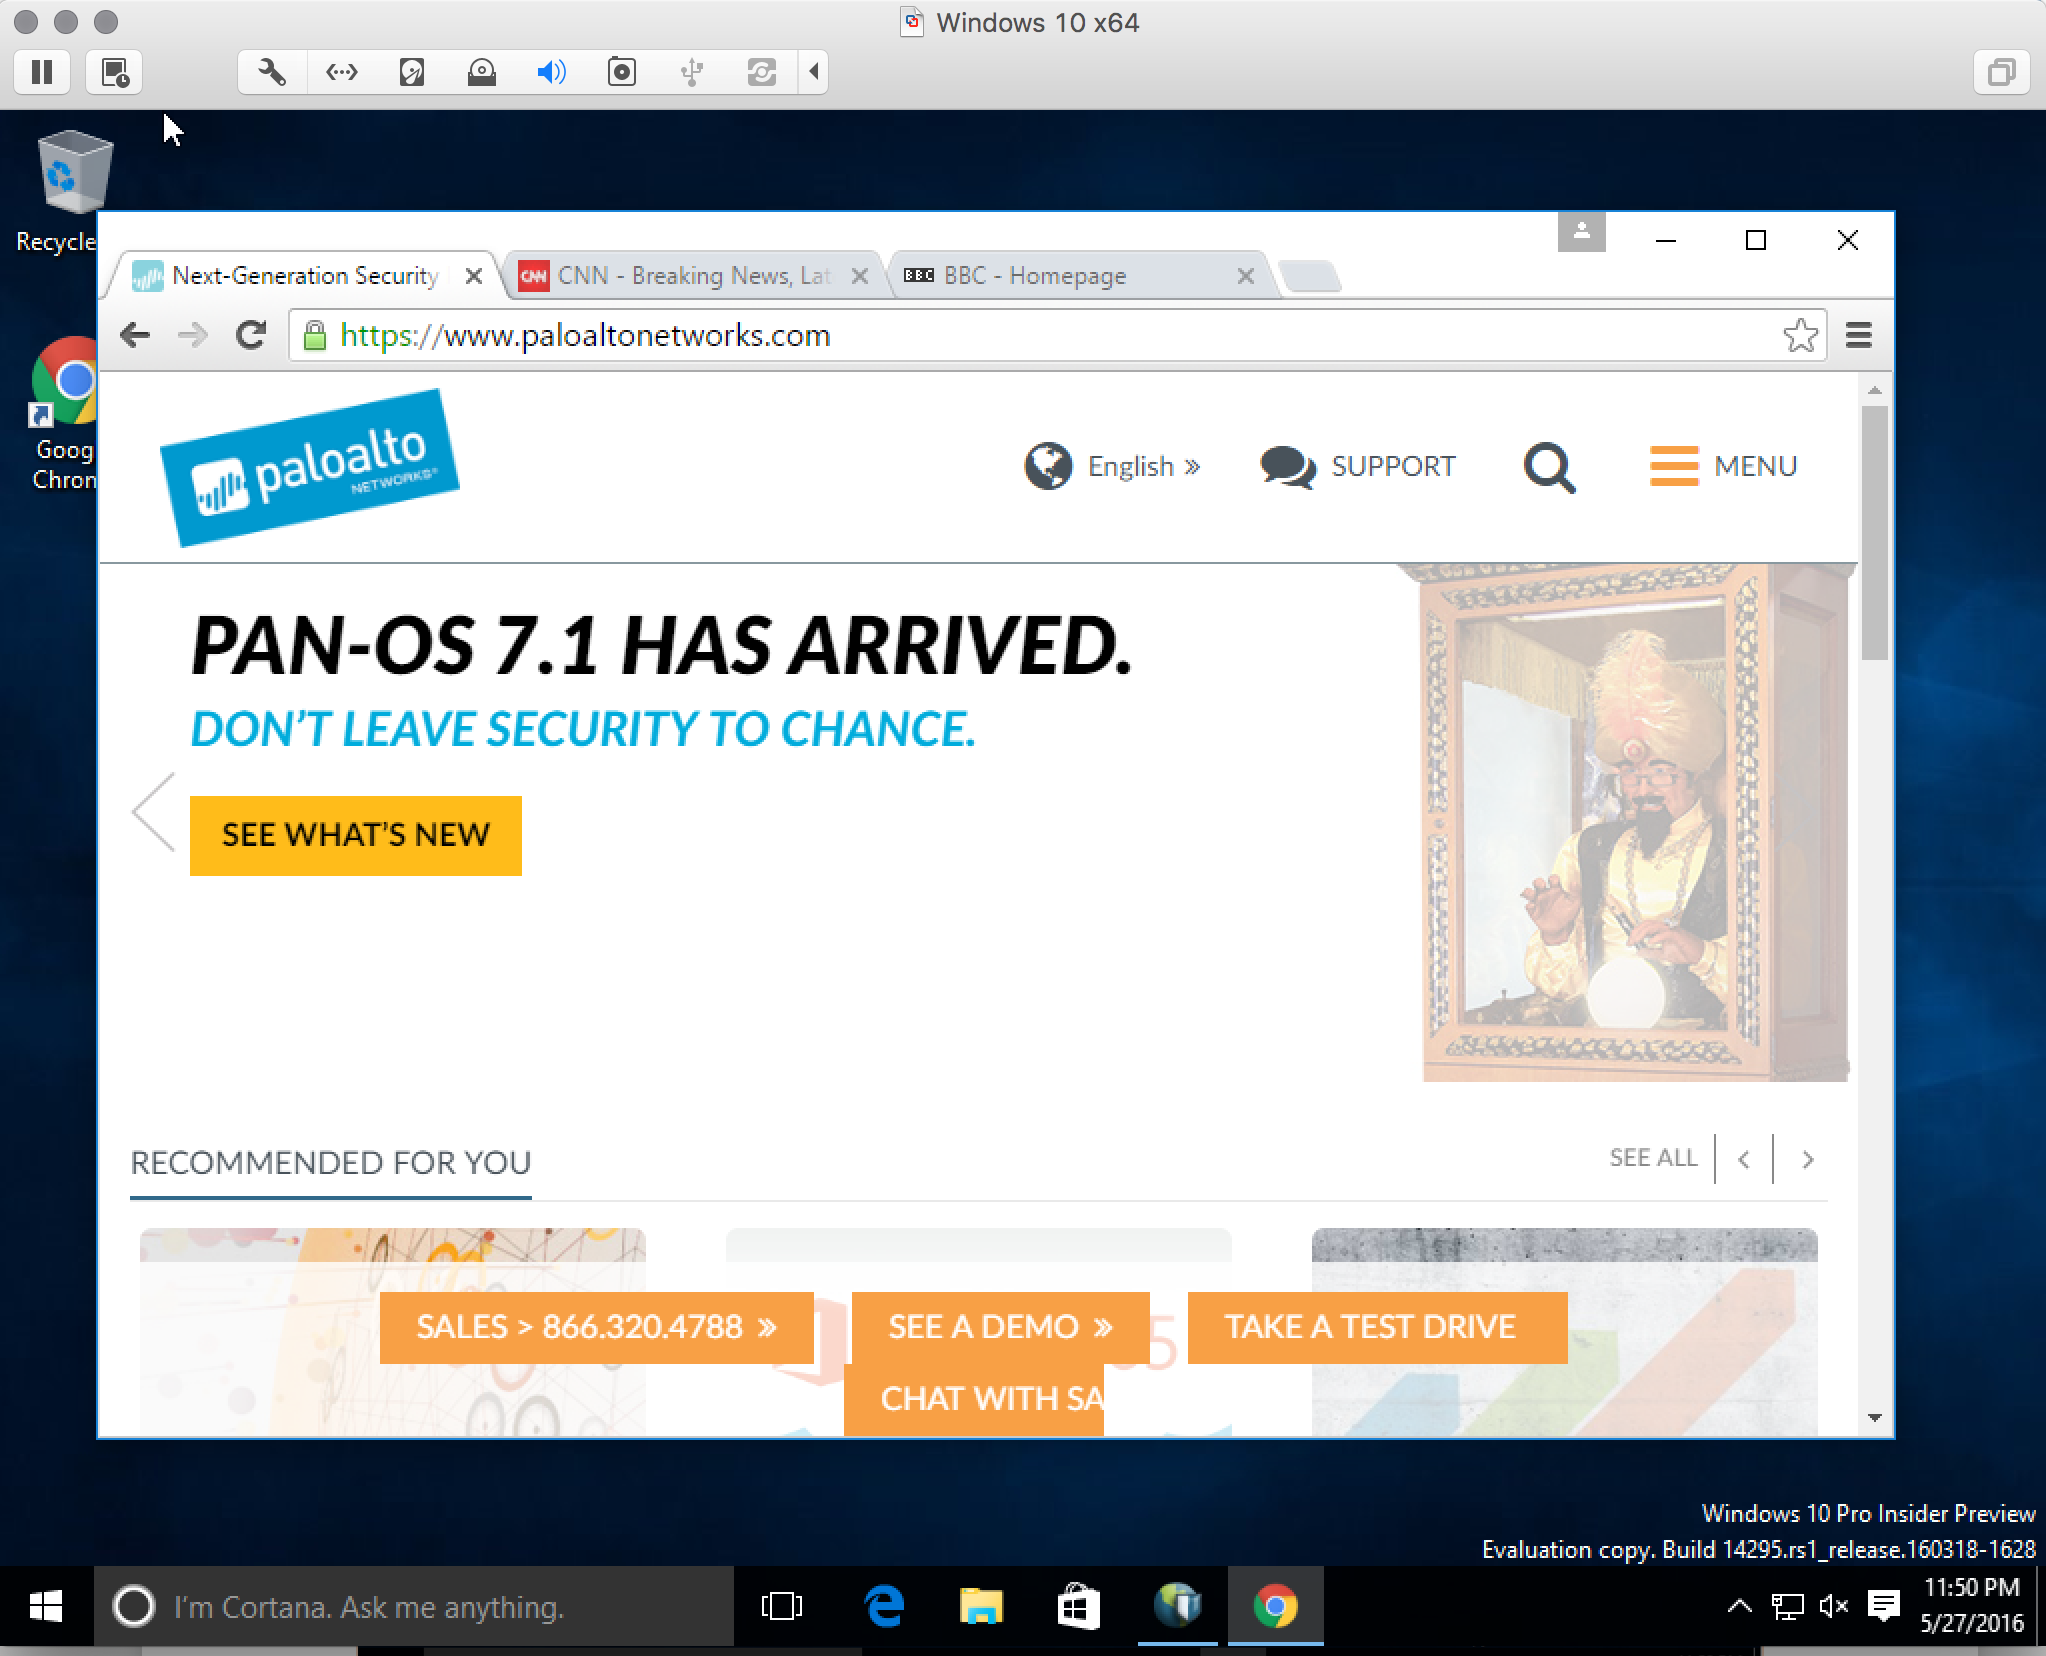 Windows 10 x64
Recycle
Next-Generation Security
CNN
CNN - Breaking News, Lat
BBC
BBC - Homepage
https://www.paloaltonetworks.com
Goog
Chron
paloalto
NETWORKS
English »
SUPPORT
MENU
PAN-OS 7.1 HAS ARRIVED.
DON'T LEAVE SECURITY TO CHANCE.
SEE WHAT'S NEW
RECOMMENDED FOR YOU
SEE ALL
SALES > 866.320.4788 »
SEE A DEMO »
TAKE A TEST DRIVE
CHAT WITH SA
Windows 10 Pro Insider Preview
Evaluation copy. Build 14295.rs1_release.160318-1628
I'm Cortana. Ask me anything.
11:50 PM
5/27/2016